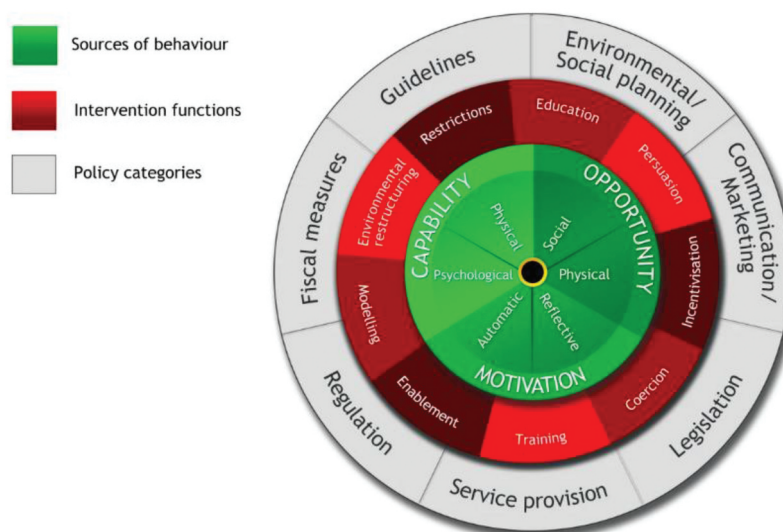 Sources of behaviour
Intervention functions
Policy categories
Guidelines
Environmental/
Social planning
Communication/
Marketing
Legislation
Service provision
Regulation
Fiscal measures
Restrictions
Education
Persuasion
Incentivisation
Coercion
Training
Enablement
Modelling
Environmental
restructuring
CAPABILITY
OPPORTUNITY
MOTIVATION
Physical
Social
Psychological
Physical
Automatic
Reflective